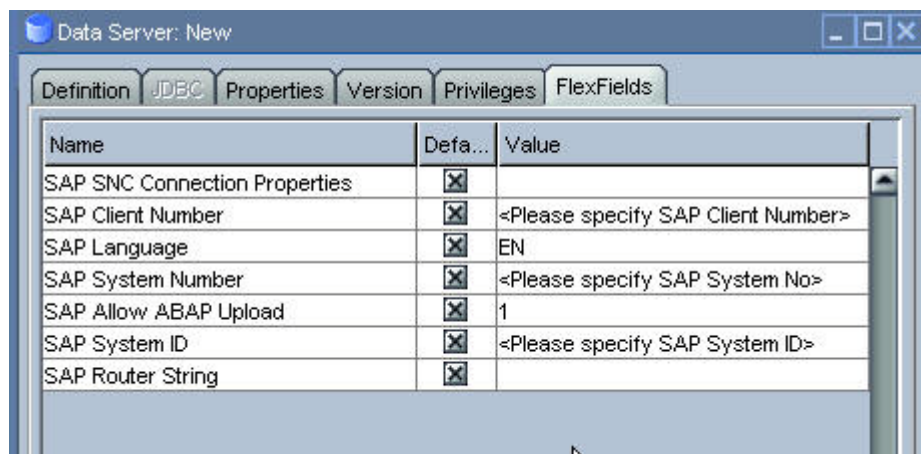 Data Server: New
Definition JDBC Properties Version Privileges FlexFields
Name Defa... Value
SAP SNC Connection Properties
SAP Client Number <Please specify SAP Client Number>
SAP Language EN
SAP System Number <Please specify SAP System No>
SAP Allow ABAP Upload 1
SAP System ID <Please specify SAP System ID>
SAP Router String